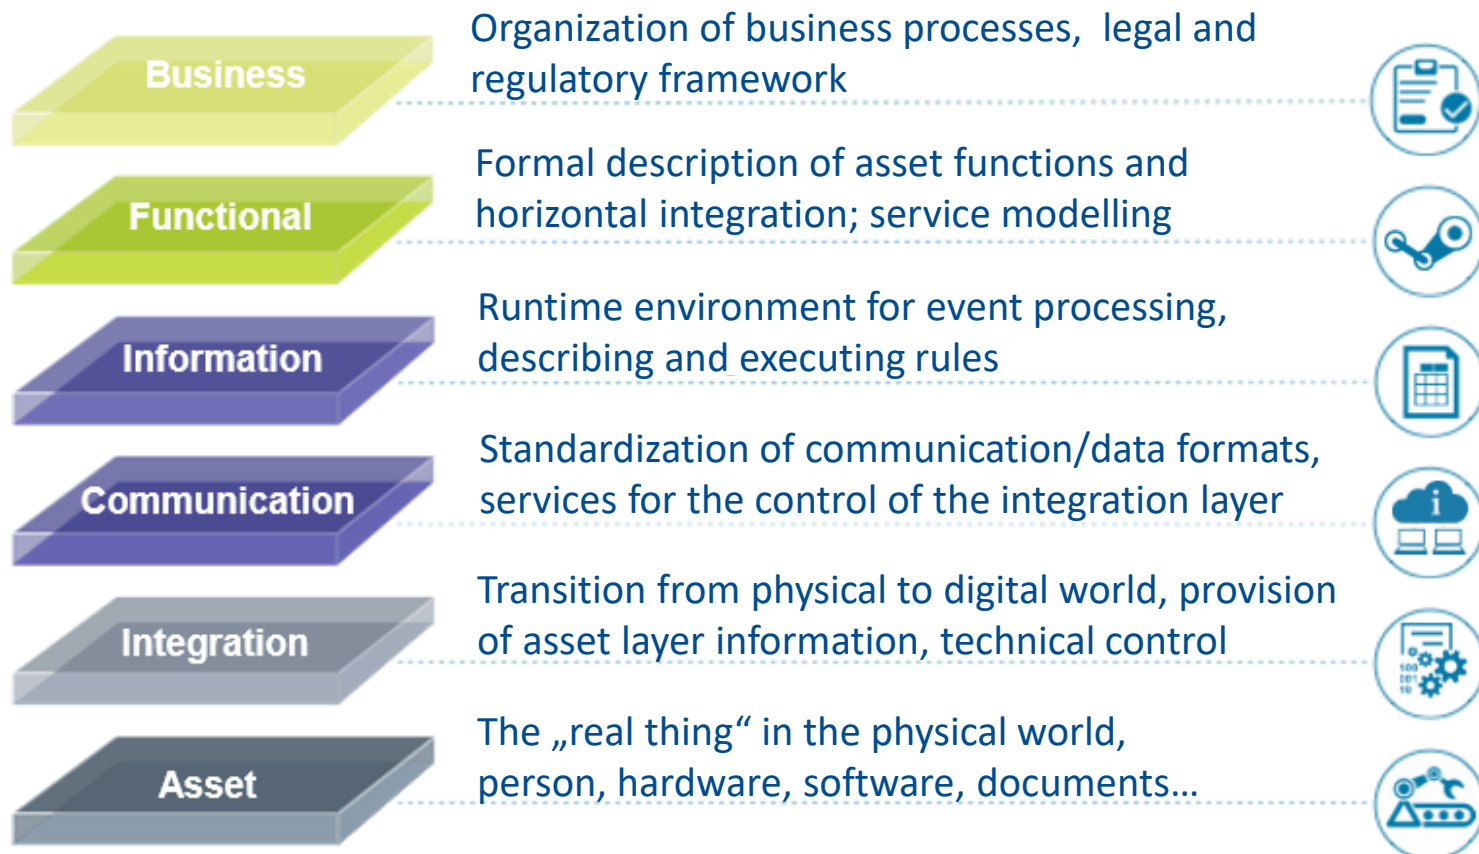 Business
Organization of business processes,  legal and
regulatory framework
Functional
Formal description of asset functions and
horizontal integration; service modelling
Information
Runtime environment for event processing,
describing and executing rules
Communication
Standardization of communication/data formats,
services for the control of the integration layer
i
Integration
Transition from physical to digital world, provision
of asset layer information, technical control
Asset
The „real thing“ in the physical world,
person, hardware, software, documents…